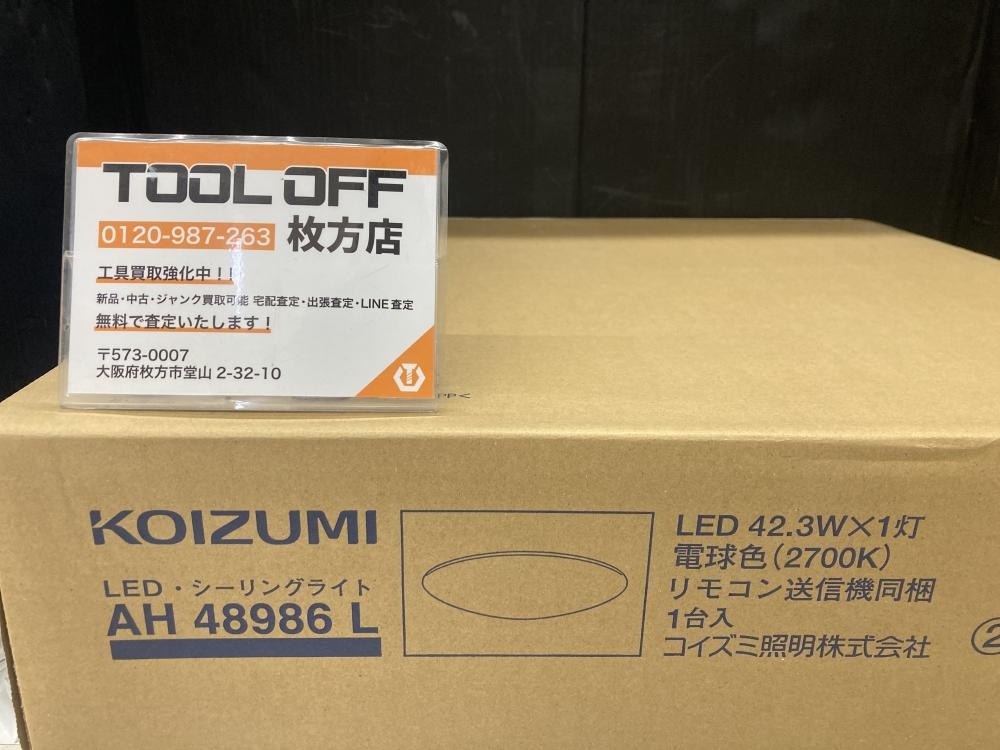 TOOL OFF
0120-987-263 枚方店
工具買取強化中！！
新品・中古・ジャンク買取可能 宅配査定・出張査定・LINE査定
無料で査定いたします！
〒573-0007
大阪府枚方市堂山 2-32-10
PP<
KOIZUMI
LED・シーリングライト
AH 48986 L
LED 42.3W×1灯
電球色(2700K)
リモコン送信機同梱
1台入
コイズミ照明株式会社